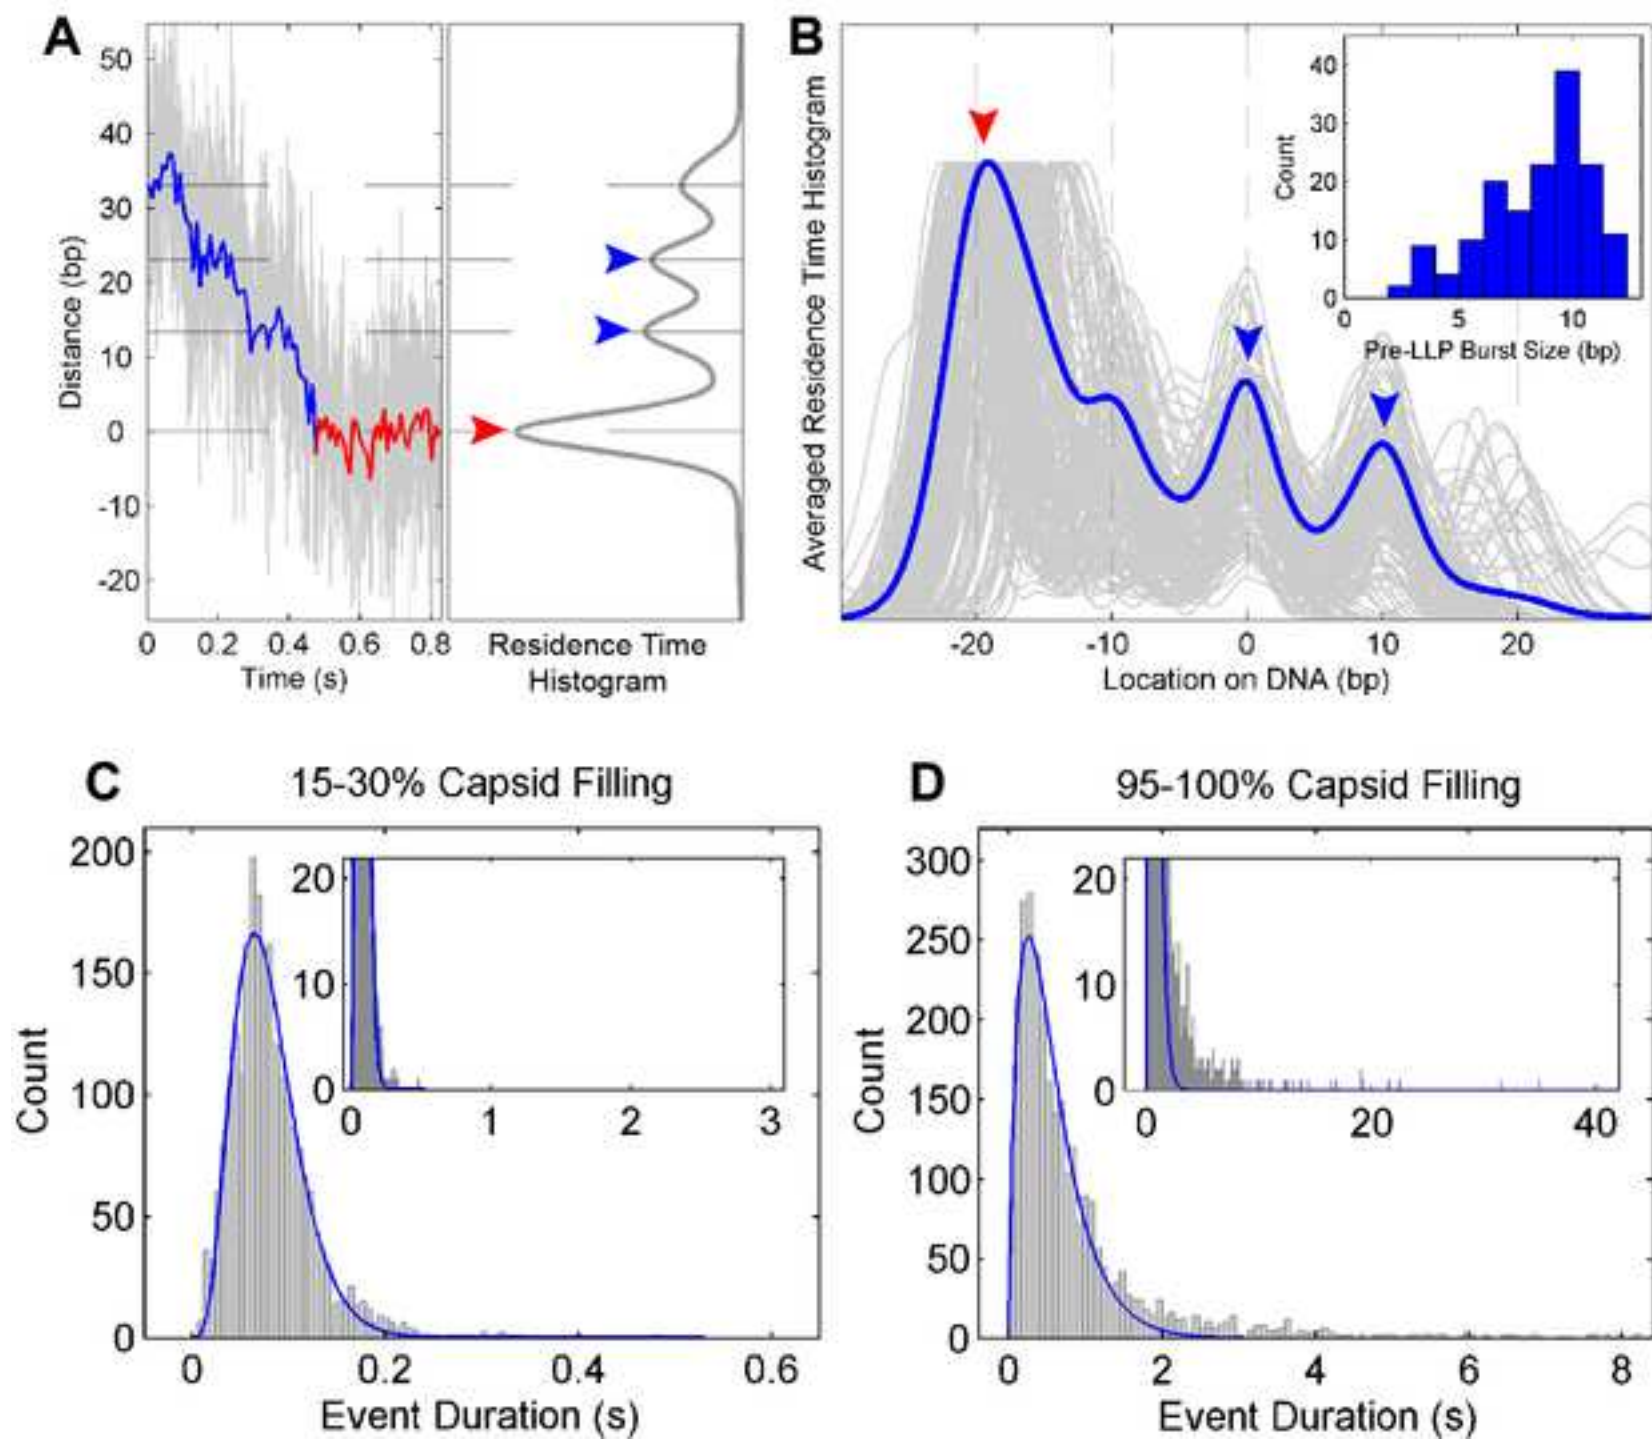 A
50
40
30
20
10
0
-10
-20
Distance (bp)
0 0.2 0.4 0.6 0.8
Time (s)
Residence Time
Histogram
B
Averaged Residence Time Histogram
-20 -10 0 10 20
Location on DNA (bp)
40
30
20
10
0
Count
0 5 10
Pre-LLP Burst Size (bp)
C
15-30% Capsid Filling
200
150
100
50
0
Count
0 0.2 0.4 0.6
Event Duration (s)
20
10
0
0 1 2 3
D
95-100% Capsid Filling
300
250
200
150
100
50
0
Count
0 2 4 6 8
Event Duration (s)
20
10
0
0 20 40